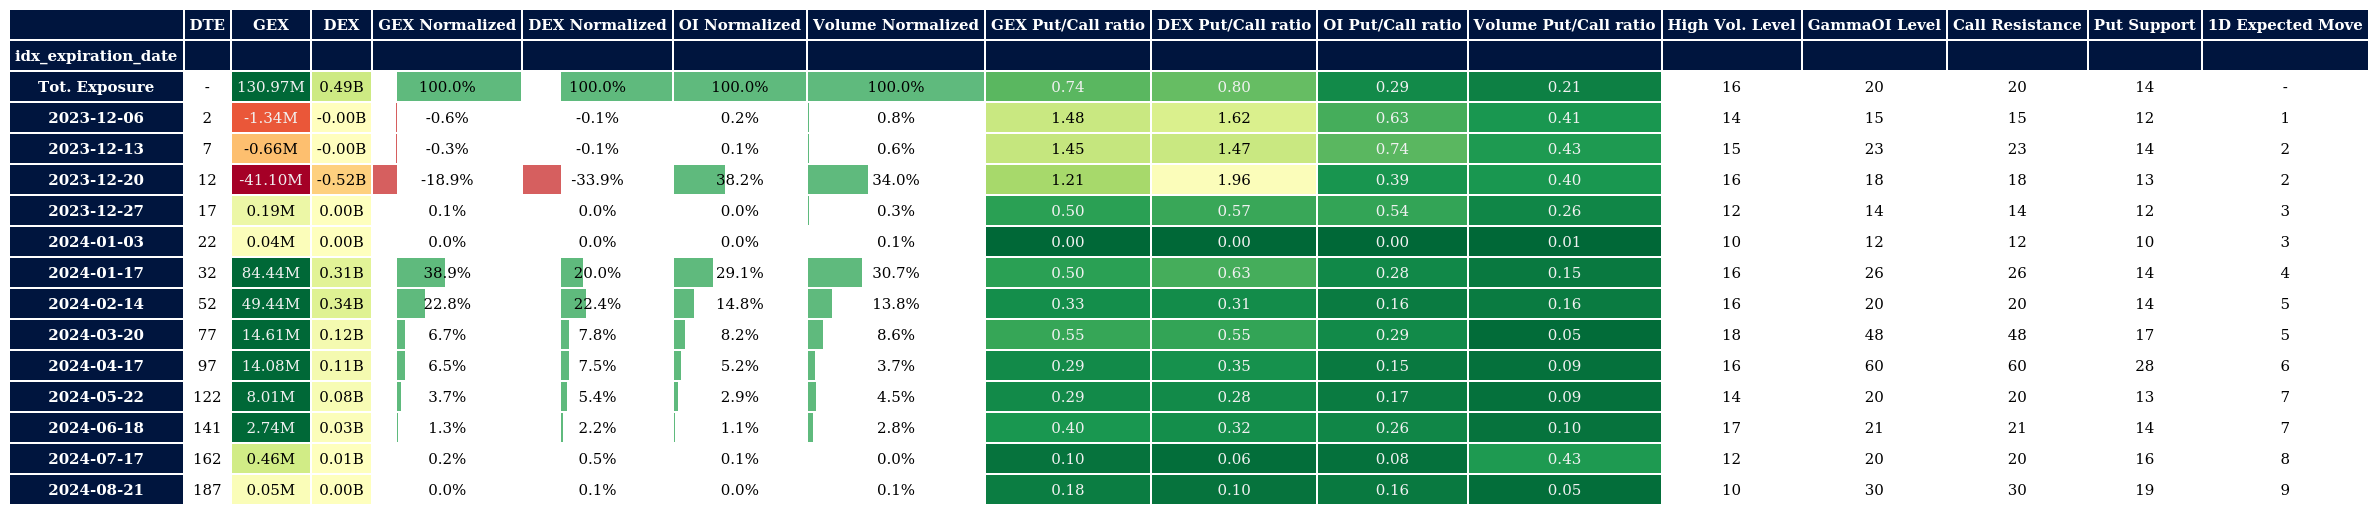 DTE GEX DEX GEX Normalized DEX Normalized OI Normalized Volume Normalized GEX Put/Call ratio DEX Put/Call ratio OI Put/Call ratio Volume Put/Call ratio High Vol. Level GammaOI Level Call Resistance Put Support 1D Expected Move
idx_expiration_date
Tot. Exposure - 130.97M 0.49B 100.0% 100.0% 100.0% 100.0% 0.74 0.80 0.29 0.21 16 20 20 14 -
2023-12-06 2 -1.34M -0.00B -0.6% -0.1% 0.2% 0.8% 1.48 1.62 0.63 0.41 14 15 15 12 1
2023-12-13 7 -0.66M -0.00B -0.3% -0.1% 0.1% 0.6% 1.45 1.47 0.74 0.43 15 23 23 14 2
2023-12-20 12 -41.10M -0.52B -18.9% -33.9% 38.2% 34.0% 1.21 1.96 0.39 0.40 16 18 18 13 2
2023-12-27 17 0.19M 0.00B 0.1% 0.0% 0.0% 0.3% 0.50 0.57 0.54 0.26 12 14 14 12 3
2024-01-03 22 0.04M 0.00B 0.0% 0.0% 0.0% 0.1% 0.00 0.00 0.00 0.01 10 12 12 10 3
2024-01-17 32 84.44M 0.31B 38.9% 20.0% 29.1% 30.7% 0.50 0.63 0.28 0.15 16 26 26 14 4
2024-02-14 52 49.44M 0.34B 22.8% 22.4% 14.8% 13.8% 0.33 0.31 0.16 0.16 16 20 20 14 5
2024-03-20 77 14.61M 0.12B 6.7% 7.8% 8.2% 8.6% 0.55 0.55 0.29 0.05 18 48 48 17 5
2024-04-17 97 14.08M 0.11B 6.5% 7.5% 5.2% 3.7% 0.29 0.35 0.15 0.09 16 60 60 28 6
2024-05-22 122 8.01M 0.08B 3.7% 5.4% 2.9% 4.5% 0.29 0.28 0.17 0.09 14 20 20 13 7
2024-06-18 141 2.74M 0.03B 1.3% 2.2% 1.1% 2.8% 0.40 0.32 0.26 0.10 17 21 21 14 7
2024-07-17 162 0.46M 0.01B 0.2% 0.5% 0.1% 0.0% 0.10 0.06 0.08 0.43 12 20 20 16 8
2024-08-21 187 0.05M 0.00B 0.0% 0.1% 0.0% 0.1% 0.18 0.10 0.16 0.05 10 30 30 19 9